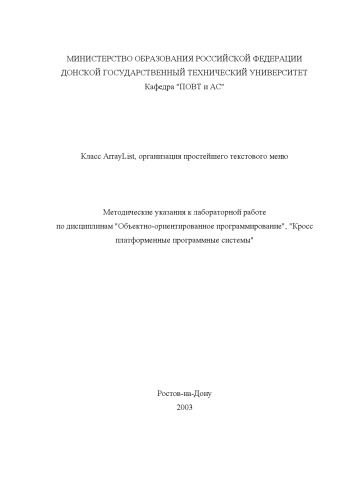 МИНИСТЕРСТВО ОБРАЗОВАНИЯ РОССИЙСКОЙ ФЕДЕРАЦИИ
ДОНСКОЙ ГОСУДАРСТВЕННЫЙ ТЕХНИЧЕСКИЙ УНИВЕРСИТЕТ
Кафедра "ПОВТ и АС"
Класс ArrayList, организация простейшего текстового меню
Методические указания к лабораторной работе
по дисциплинам "Объектно-ориентированное программирование", "Кросс
платформенные программные системы"
Ростов-на-Дону
2003